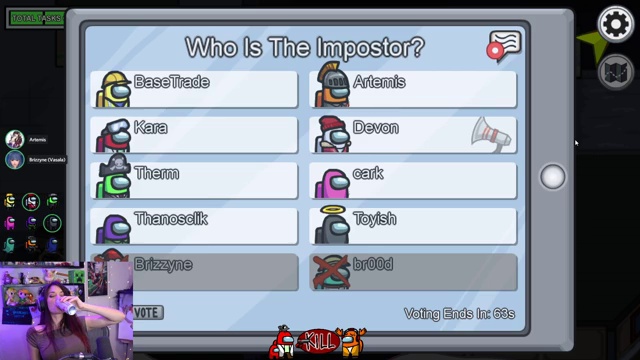 TOTAL TASKS
Who Is The Impostor?
BaseTrade
Artemis
Kara
Devon
Therm
cark
Thanosclik
Toyish
Brizzyne
br00d
Artemis
Brizzyne (Vasala)
VOTE
Voting Ends In: 63s
KILL